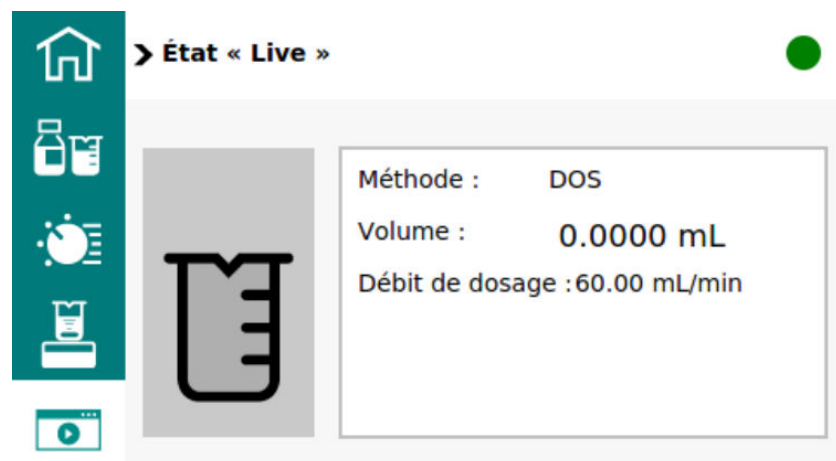 État « Live »
Méthode : DOS
Volume : 0.0000 mL
Débit de dosage :60.00 mL/min